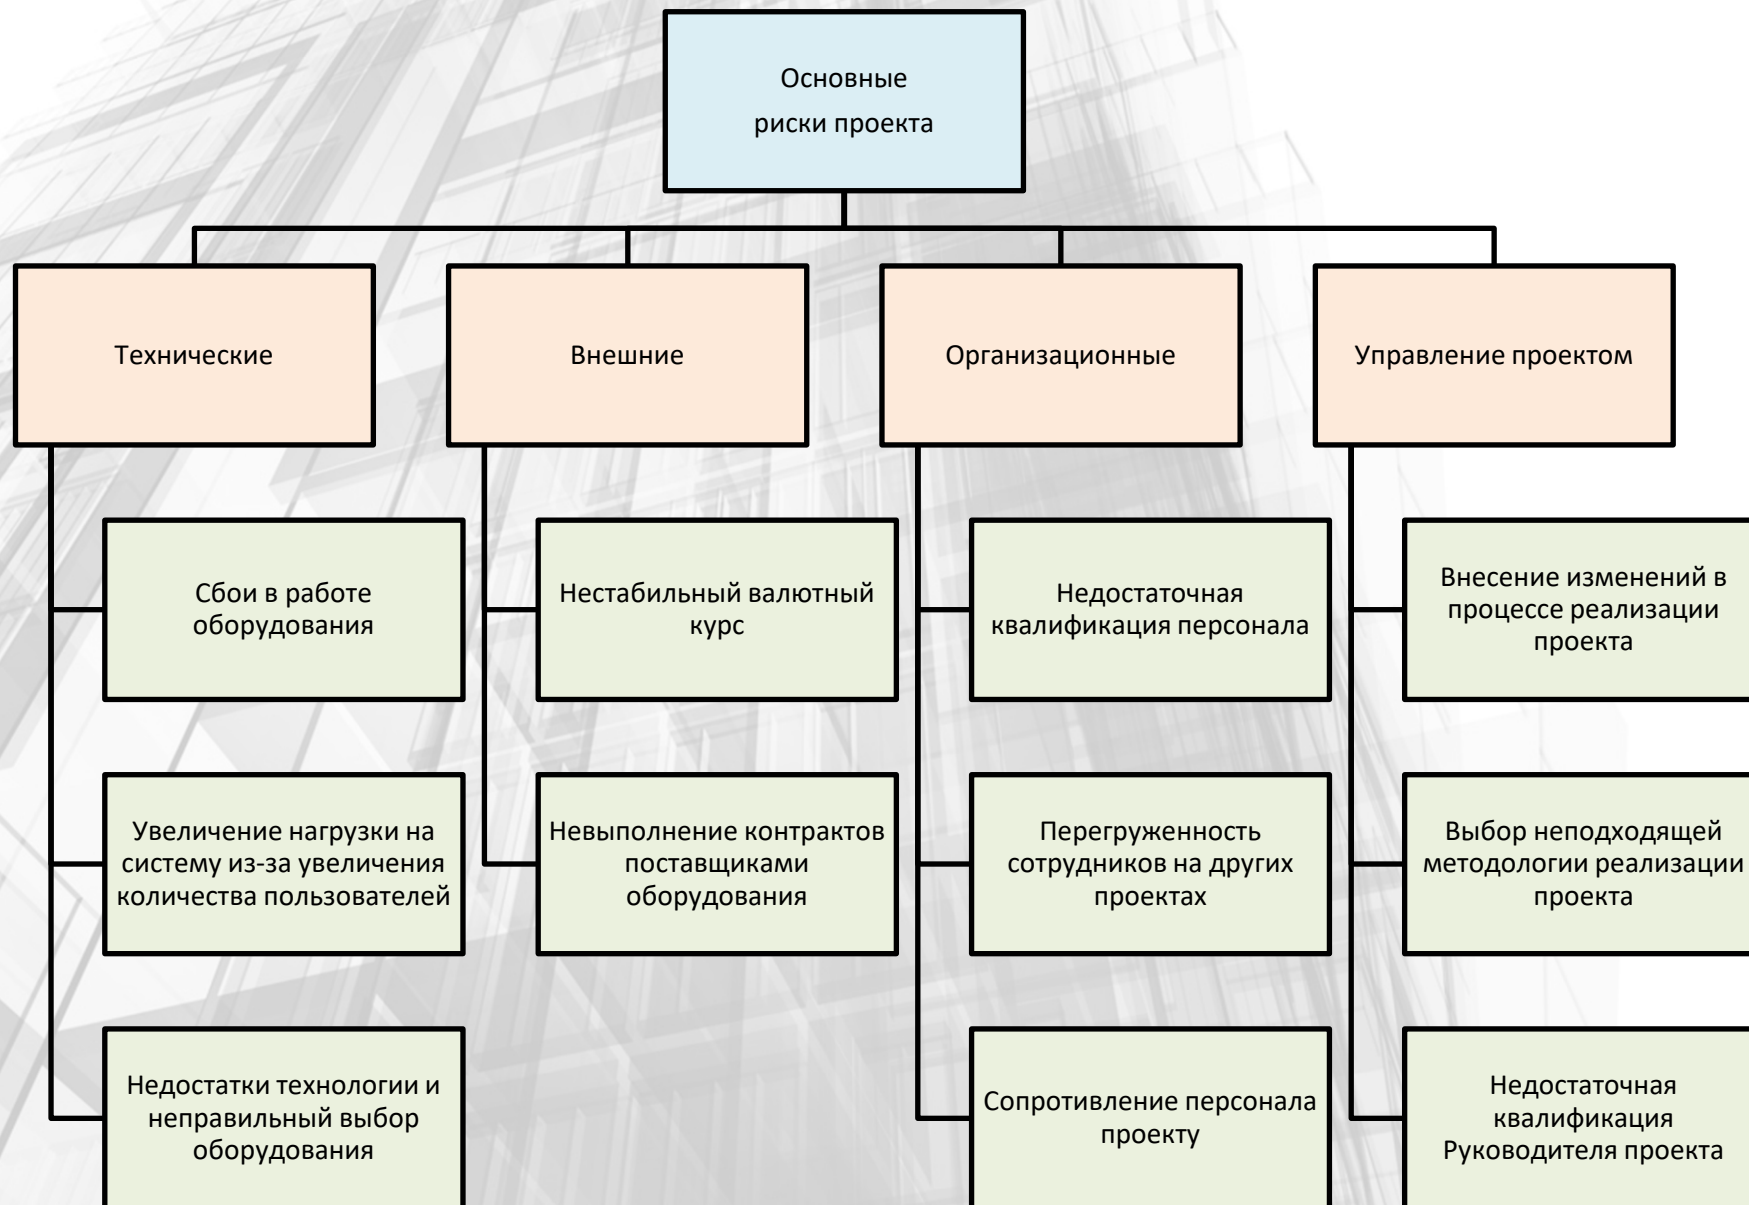 Основные
риски проекта
Технические
Внешние
Организационные
Управление проектом
Сбои в работе
оборудования
Нестабильный валютный
курс
Недостаточная
квалификация персонала
Внесение изменений в
процессе реализации
проекта
Увеличение нагрузки на
систему из-за увеличения
количества пользователей
Невыполнение контрактов
поставщиками
оборудования
Перегруженность
сотрудников на других
проектах
Выбор неподходящей
методологии реализации
проекта
Недостатки технологии и
неправильный выбор
оборудования
Сопротивление персонала
проекту
Недостаточная
квалификация
Руководителя проекта